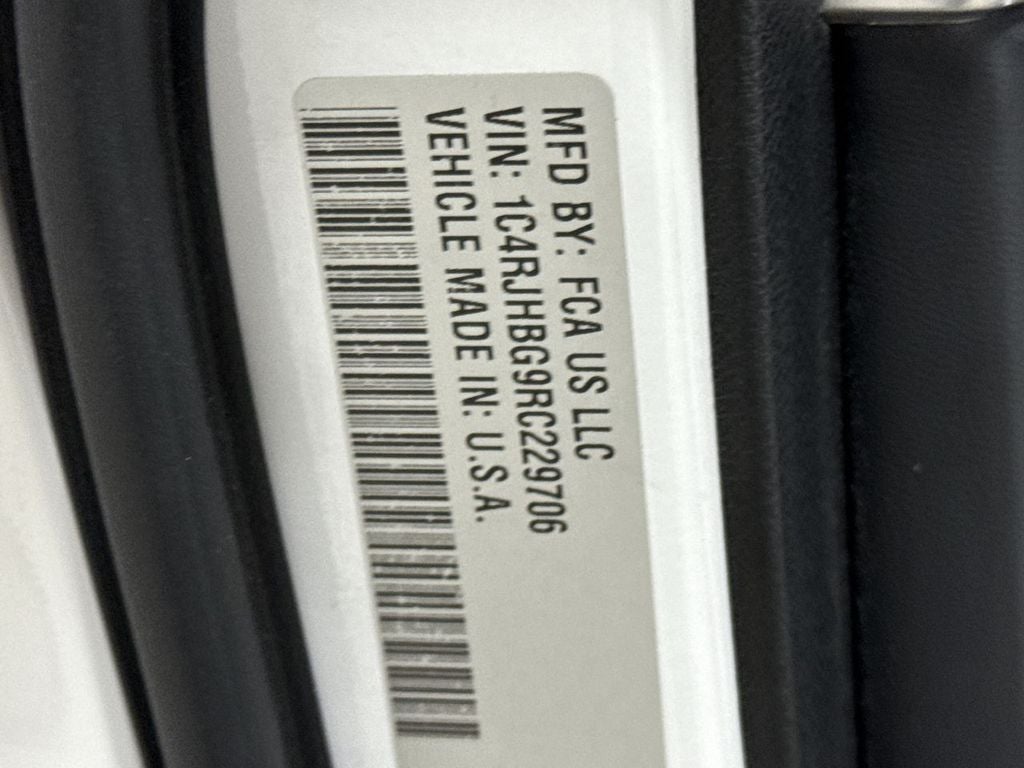 MFD BY: FCA US LLC
VIN: 1C4RJHBG9RC229706
VEHICLE MADE IN: U.S.A.